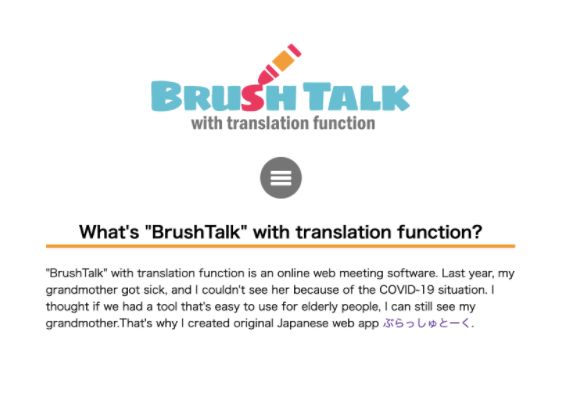 BRUSH TALK
with translation function
What's "BrushTalk" with translation function?
"BrushTalk" with translation function is an online web meeting software. Last year, my
grandmother got sick, and I couldn't see her because of the COVID-19 situation. I
thought if we had a tool that's easy to use for elderly people, I can still see my
grandmother.That's why I created original Japanese web app ぶらっしゅとーく.